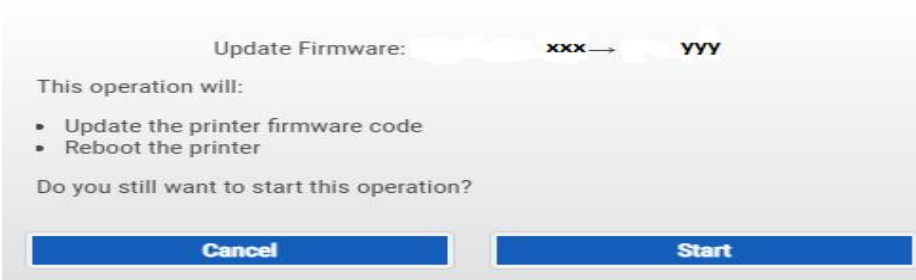 Update Firmware: xxx→ yyy
This operation will:
• Update the printer firmware code
• Reboot the printer
Do you still want to start this operation?
Cancel Start